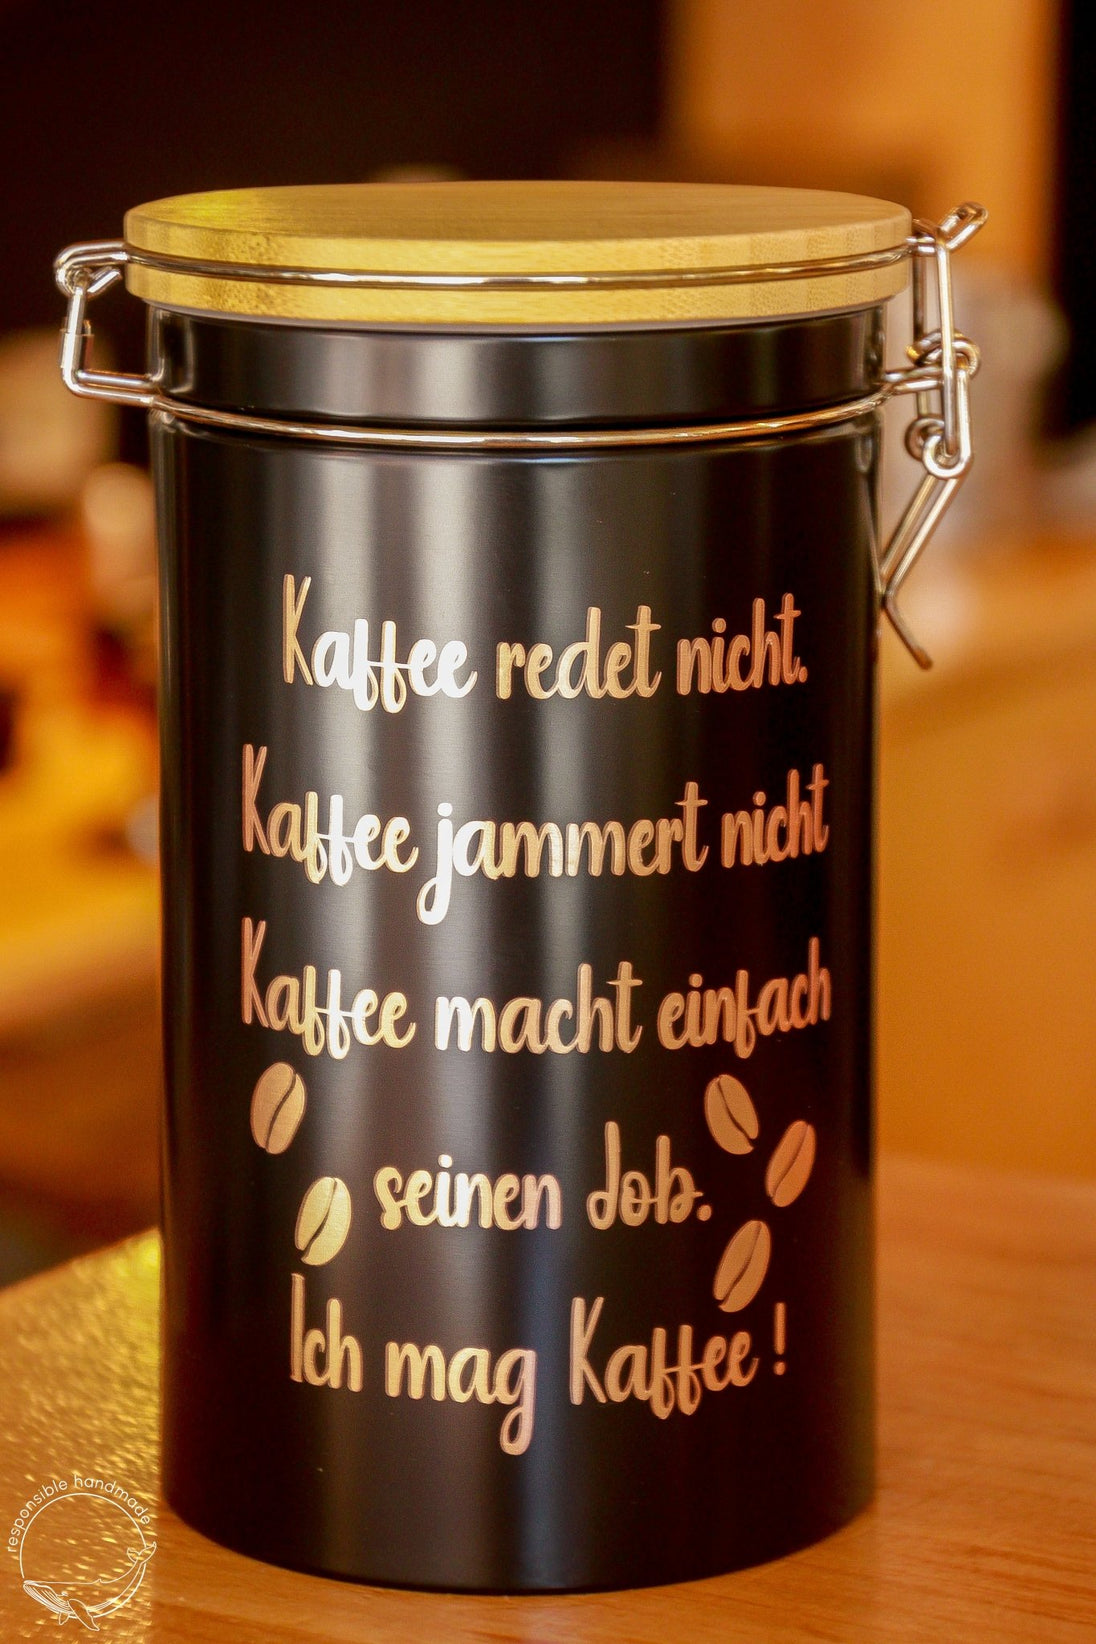 Kaffee redet nicht.
Kaffee jammert nicht
Kaffee macht einfach
seinen Job.
Ich mag Kaffee !
responsible handmade